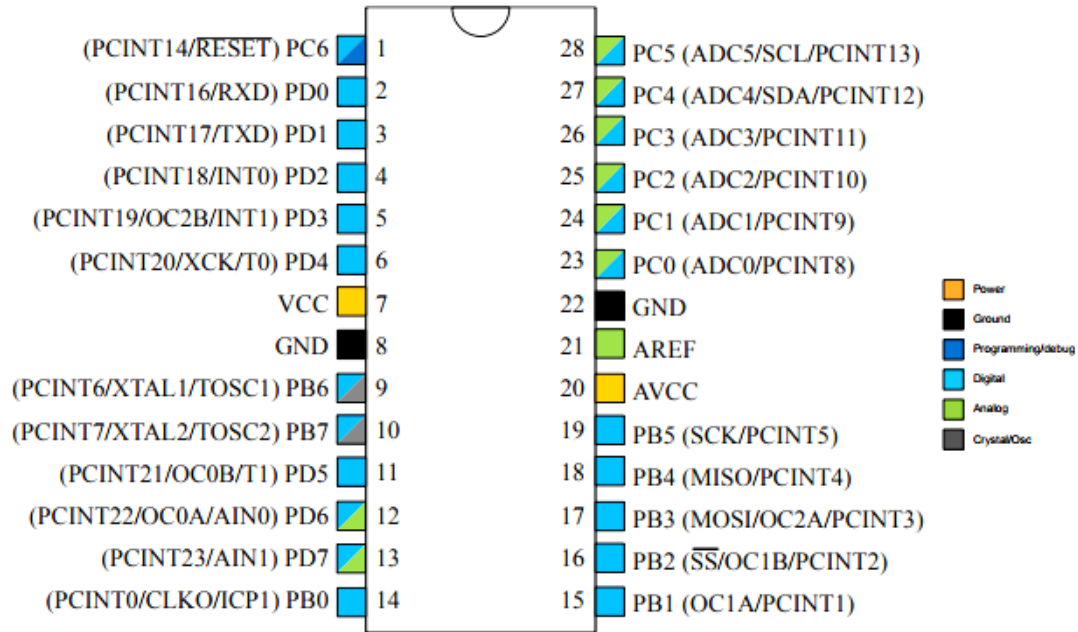 (PCINT14/RESET) PC6 1
(PCINT16/RXD) PD0 2
(PCINT17/TXD) PD1 3
(PCINT18/INT0) PD2 4
(PCINT19/OC2B/INT1) PD3 5
(PCINT20/XCK/T0) PD4 6
VCC 7
GND 8
(PCINT6/XTAL1/TOSC1) PB6 9
(PCINT7/XTAL2/TOSC2) PB7 10
(PCINT21/OC0B/T1) PD5 11
(PCINT22/OC0A/AIN0) PD6 12
(PCINT23/AIN1) PD7 13
(PCINT0/CLKO/ICP1) PB0 14
28 PC5 (ADC5/SCL/PCINT13)
27 PC4 (ADC4/SDA/PCINT12)
26 PC3 (ADC3/PCINT11)
25 PC2 (ADC2/PCINT10)
24 PC1 (ADC1/PCINT9)
23 PC0 (ADC0/PCINT8)
22 GND
21 AREF
20 AVCC
19 PB5 (SCK/PCINT5)
18 PB4 (MISO/PCINT4)
17 PB3 (MOSI/OC2A/PCINT3)
16 PB2 (SS/OC1B/PCINT2)
15 PB1 (OC1A/PCINT1)
Power
Ground
Programming/debug
Digital
Analog
Crystal/Osc